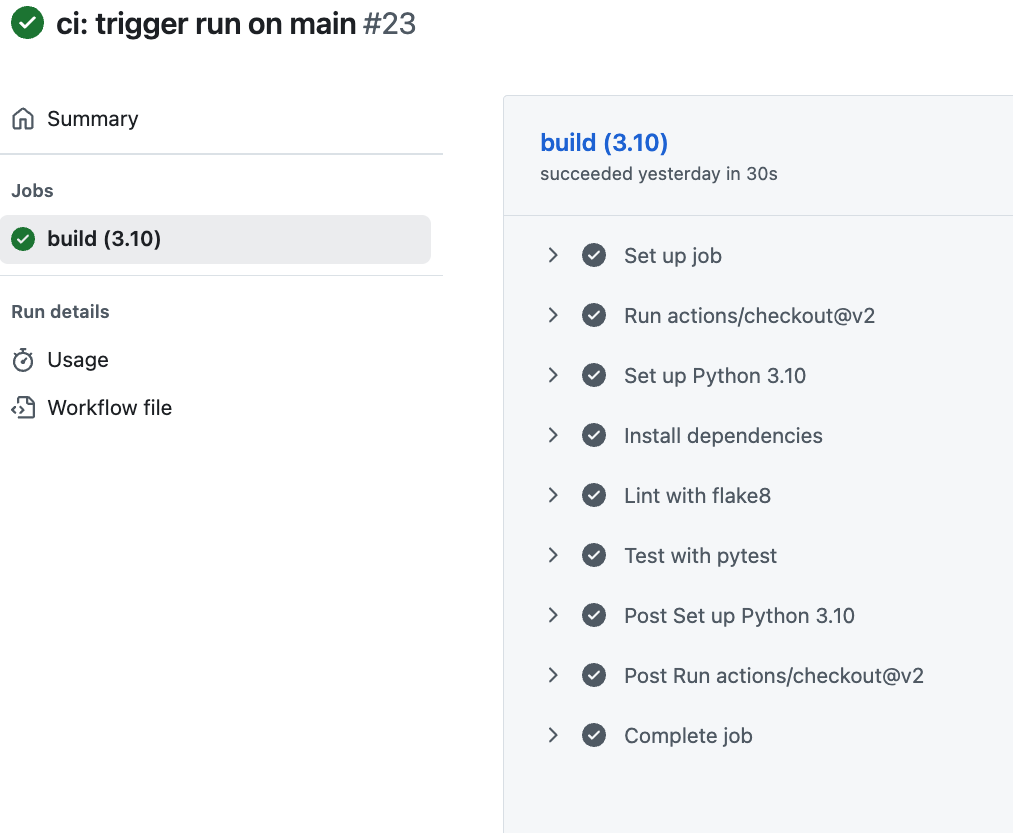 ci: trigger run on main #23
Summary
Jobs
build (3.10)
Run details
Usage
Workflow file
build (3.10)
succeeded yesterday in 30s
Set up job
Run actions/checkout@v2
Set up Python 3.10
Install dependencies
Lint with flake8
Test with pytest
Post Set up Python 3.10
Post Run actions/checkout@v2
Complete job